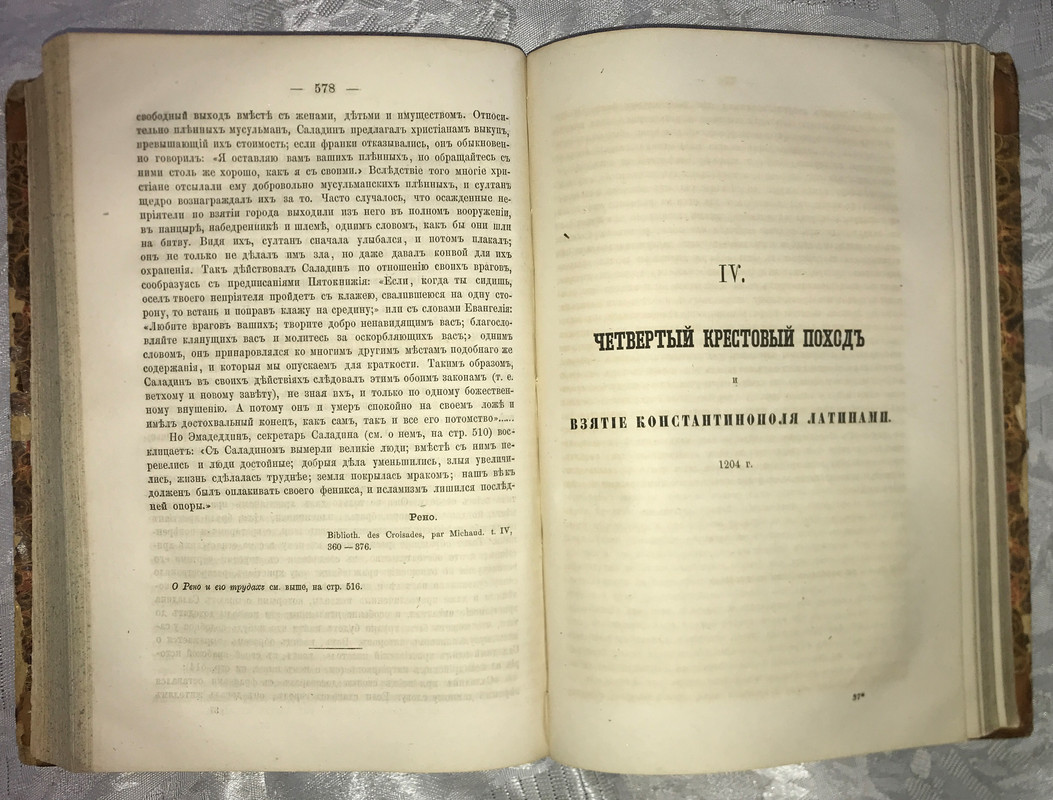 — 578 —
свободный выходъ вмѣстѣ съ женами, дѣтьми и имуществомъ. Относи-
тельно плѣнныхъ мусульманъ, Саладинъ предлагалъ христіанамъ выкупъ,
превышающій ихъ стоимость; если франки отказывались, онъ обыкновен-
но говорилъ: «Я оставляю вамъ вашихъ плѣнныхъ, но обращайтесь съ
ними столь же хорошо, какъ я съ своими.» Вслѣдствіе того многіе хри-
стіане отсылали ему добровольно мусульманскихъ плѣнныхъ, и султанъ
щедро вознаграждалъ ихъ за то. Часто случалось, что осажденные не-
пріятели по взятіи города выходили изъ него въ полномъ вооруженіи,
въ панцырѣ, набедренникѣ и шлемѣ, однимъ словомъ, какъ бы они шли
на битву. Видя ихъ, султанъ сначала улыбался, и потомъ плакалъ;
онъ не только не дѣлалъ имъ зла, но даже давалъ конвой для ихъ
охраненія. Такъ дѣйствовалъ Саладинъ по отношенію своихъ враговъ,
сообразуясь съ предписаніями Пятокнижія: «Если, когда ты сидишь,
оселъ твоего непріятеля пройдетъ съ клажею, свалившеюся на одну сто-
рону, то встань и поправь клажу на средину;» или съ словами Евангелія:
«Любите враговъ вашихъ; творите добро ненавидящимъ васъ; благосло-
вляйте клянущихъ васъ и молитесь за оскорбляющихъ васъ;» однимъ
словомъ, онъ принаровлялся ко многимъ другимъ мѣстамъ подобнаго же
содержанія, и которыя мы опускаемъ для краткости. Такимъ образомъ,
Саладинъ въ своихъ дѣйствіяхъ слѣдовалъ этимъ обоимъ законамъ (т. е.
ветхому и новому завѣту), не зная ихъ, и только по одному божествен-
ному внушенію. А потому онъ и умеръ спокойно на своемъ ложѣ и
имѣлъ достохвальный конецъ, какъ самъ, такъ и все его потомство»......
Но Эмадеддинъ, секретарь Саладина (см. о немъ, на стр. 510) вос-
клицаетъ: «Съ Саладиномъ вымерли великіе люди; вмѣстѣ съ нимъ пе-
ревелись и люди достойные; добрыя дѣла уменьшились, злыя увеличи-
лись, жизнь сдѣлалась труднѣе; земля покрылась мракомъ; нашъ вѣкъ
долженъ былъ оплакивать своего феникса, и исламизмъ лишился послѣд-
ней опоры.»
Рено.
Biblioth. des Croisades, par Michaud. t. IV,
360 — 376.
О Рено и его трудахъ см. выше, на стр. 516.
IV.
ЧЕТВЕРТЫЙ КРЕСТОВЫЙ ПОХОДЪ
и
ВЗЯТІЕ КОНСТАНТИНОПОЛЯ ЛАТИНАМИ.
1204 г.
37*